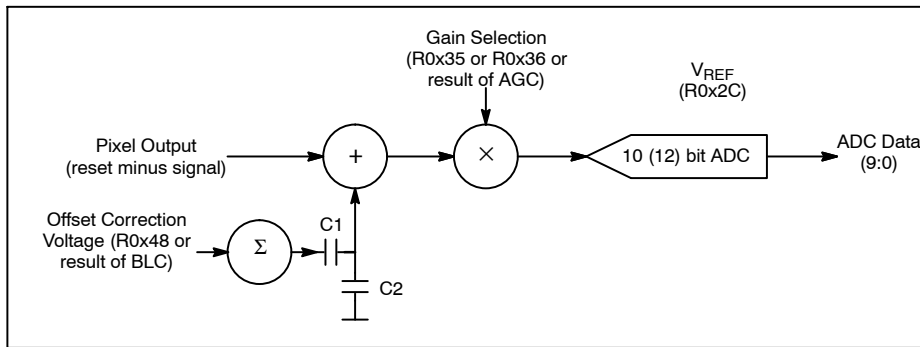 Gain Selection
(R0x35 or R0x36 or
result of AGC)
V_REF
(R0x2C)
Pixel Output
(reset minus signal)
+
×
10 (12) bit ADC
ADC Data
(9:0)
Offset Correction
Voltage (R0x48 or
result of BLC)
Σ
C1
C2